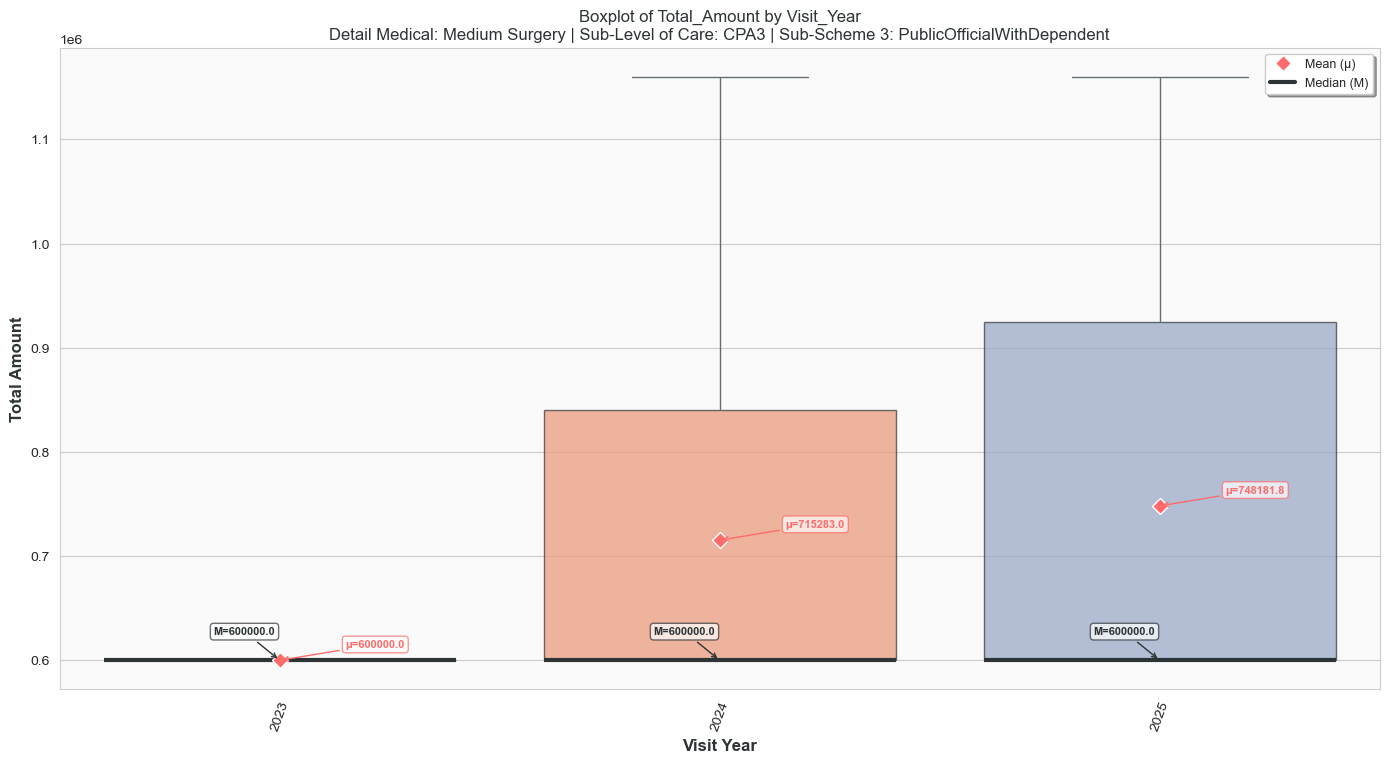 Boxplot of Total_Amount by Visit_Year
Detail Medical: Medium Surgery | Sub-Level of Care: CPA3 | Sub-Scheme 3: PublicOfficialWithDependent
1e6
Mean (μ)
Median (M)
1.1
1.0
0.9
0.8
0.7
0.6
Total Amount
μ=748181.8
μ=715283.0
M=600000.0
μ=600000.0
M=600000.0
M=600000.0
2023
2024
2025
Visit Year